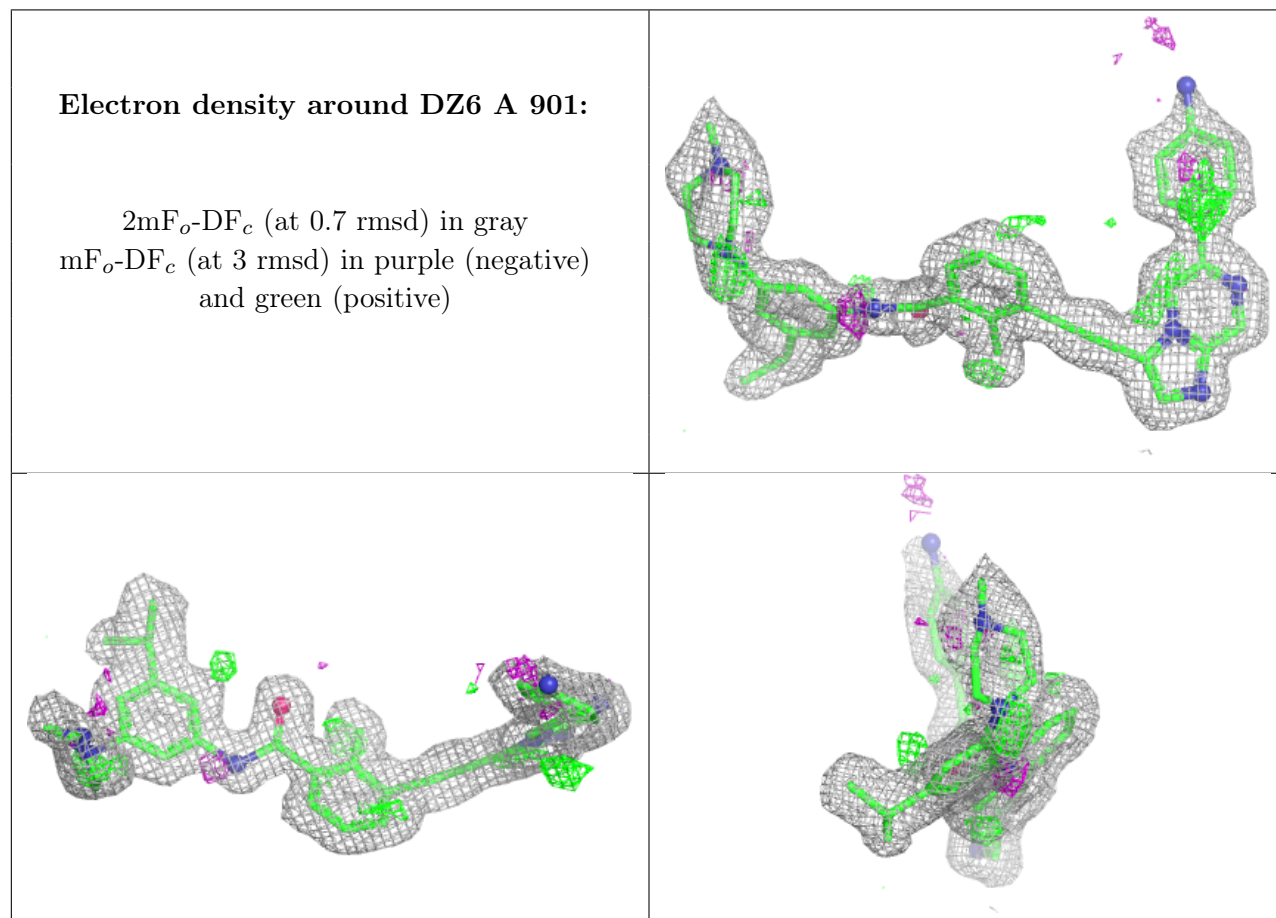 Electron density around DZ6 A 901:
2mFo-DFc (at 0.7 rmsd) in gray
mFo-DFc (at 3 rmsd) in purple (negative)
and green (positive)